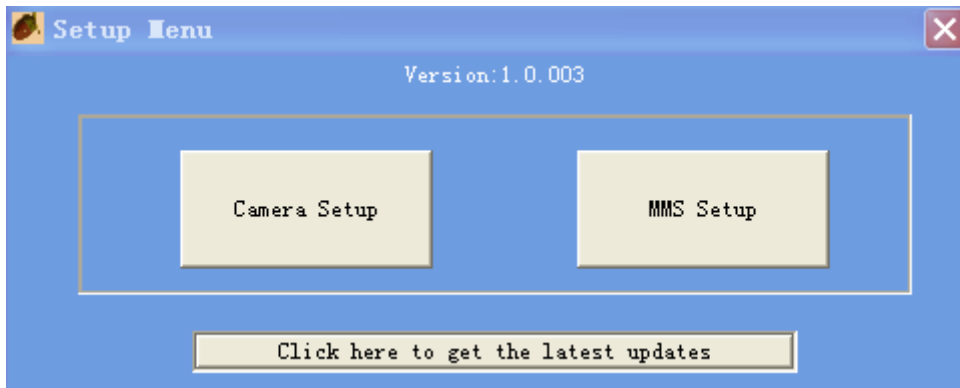 Setup Menu
Version:1.0.003
Camera Setup
MMS Setup
Click here to get the latest updates